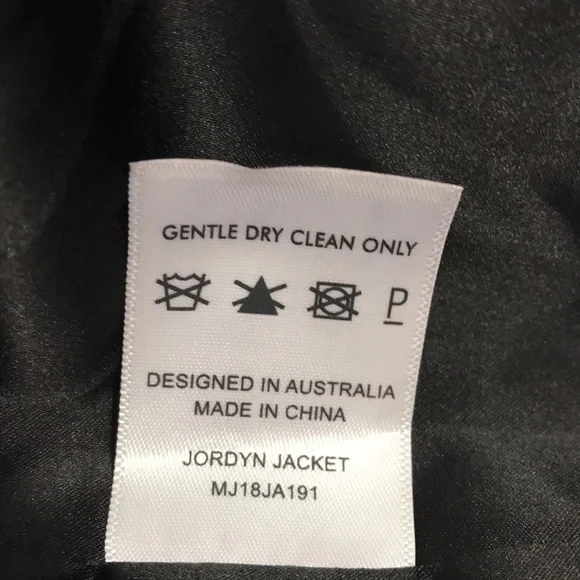 GENTLE DRY CLEAN ONLY
P
DESIGNED IN AUSTRALIA
MADE IN CHINA
JORDYN JACKET
MJ18JA191